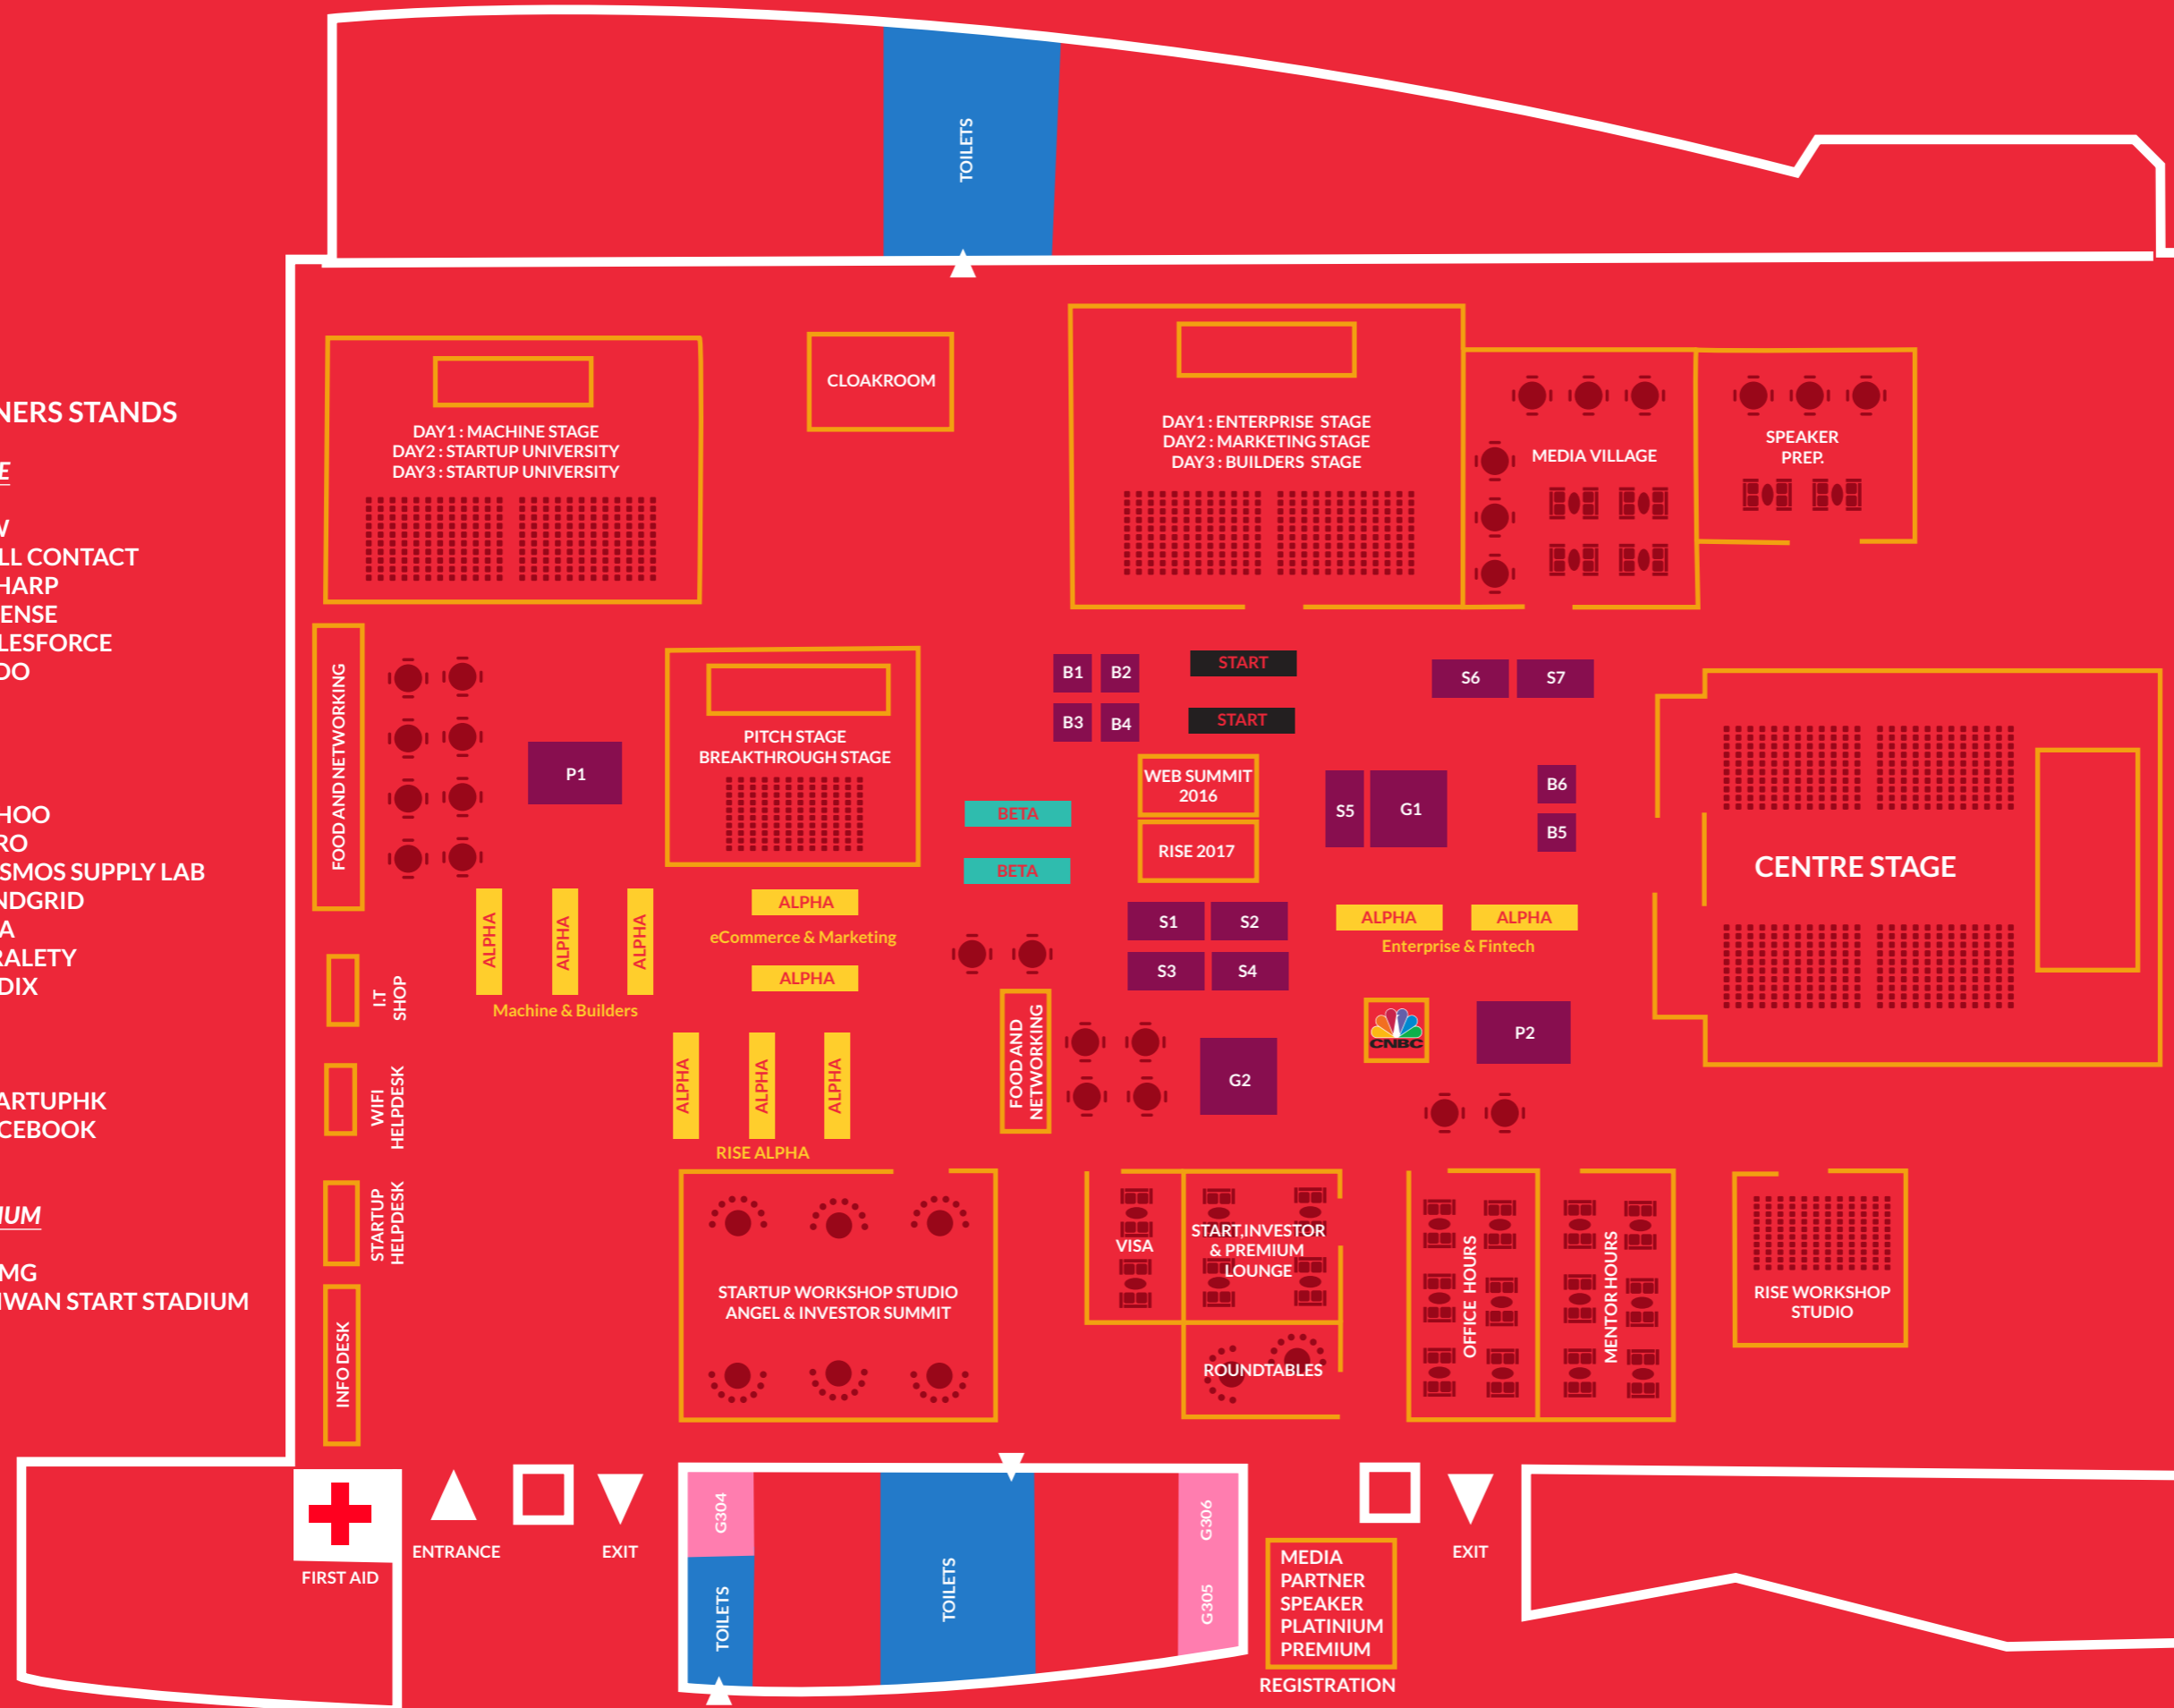 TOILETS
NERS STANDS
E
W
LL CONTACT
HARP
ENSE
LESFORCE
DO
HOO
RO
SMOS SUPPLY LAB
NDGRID
A
RALETY
DIX
ARTUPHK
CEBOOK
IUM
MG
IWAN START STADIUM
DAY1 : MACHINE STAGE
DAY2 : STARTUP UNIVERSITY
DAY3 : STARTUP UNIVERSITY
CLOAKROOM
DAY1 : ENTERPRISE STAGE
DAY2 : MARKETING STAGE
DAY3 : BUILDERS STAGE
MEDIA VILLAGE
SPEAKER
PREP.
FOOD AND NETWORKING
P1
PITCH STAGE
BREAKTHROUGH STAGE
B1
B2
B3
B4
START
START
S6
S7
WEB SUMMIT
2016
RISE 2017
BETA
BETA
S5
G1
B6
B5
CENTRE STAGE
ALPHA
ALPHA
ALPHA
Machine & Builders
ALPHA
eCommerce & Marketing
ALPHA
S1
S2
S3
S4
ALPHA
ALPHA
Enterprise & Fintech
I.T
SHOP
WIFI
HELPDESK
STARTUP
HELPDESK
INFO DESK
ALPHA
ALPHA
ALPHA
RISE ALPHA
FOOD AND
NETWORKING
G2
CNBC
P2
STARTUP WORKSHOP STUDIO
ANGEL & INVESTOR SUMMIT
VISA
START,INVESTOR
& PREMIUM
LOUNGE
ROUNDTABLES
OFFICE HOURS
MENTOR HOURS
RISE WORKSHOP
STUDIO
FIRST AID
ENTRANCE
EXIT
G304
TOILETS
TOILETS
G306
G305
MEDIA
PARTNER
SPEAKER
PLATINIUM
PREMIUM
REGISTRATION
EXIT